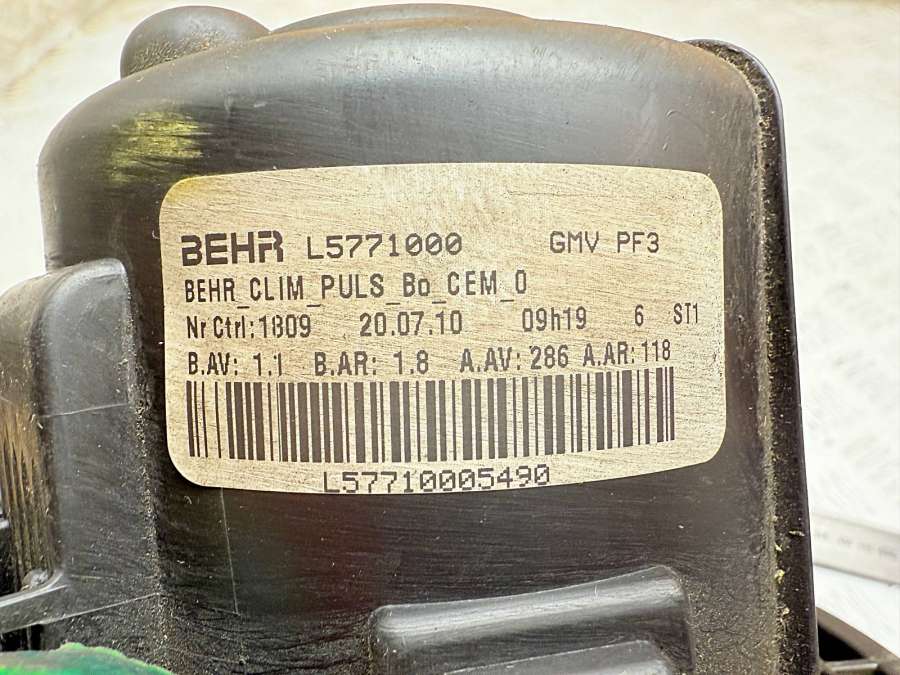 BEHR L5771000 GMV PF3
BEHR_CLIM_PULS_Bo_CEM_0
Nr Ctrl:1809 20.07.10 09h19 6 ST1
B.AV: 1.1 B.AR: 1.8 A.AV: 286 A.AR: 118
L57710005490